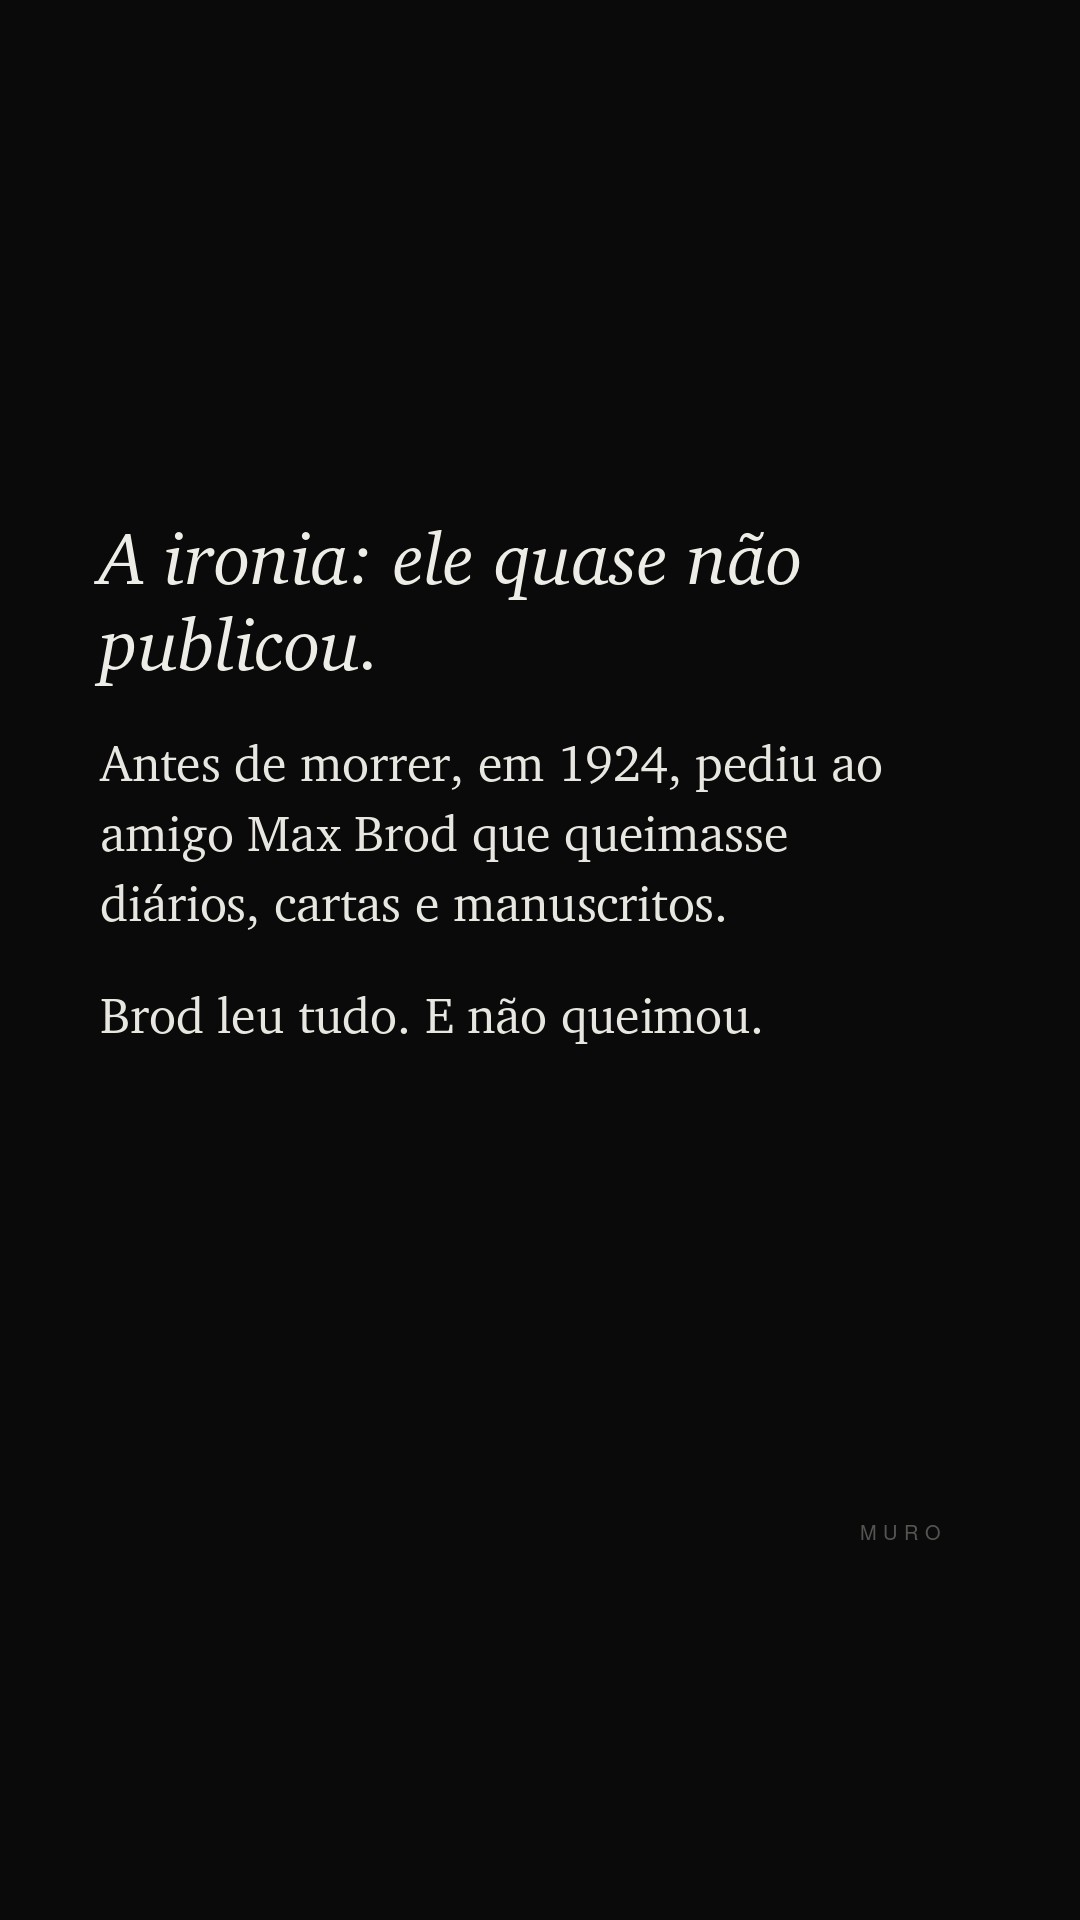 A ironia: ele quase não
publicou.
Antes de morrer, em 1924, pediu ao
amigo Max Brod que queimasse
diários, cartas e manuscritos.
Brod leu tudo. E não queimou.
MURO